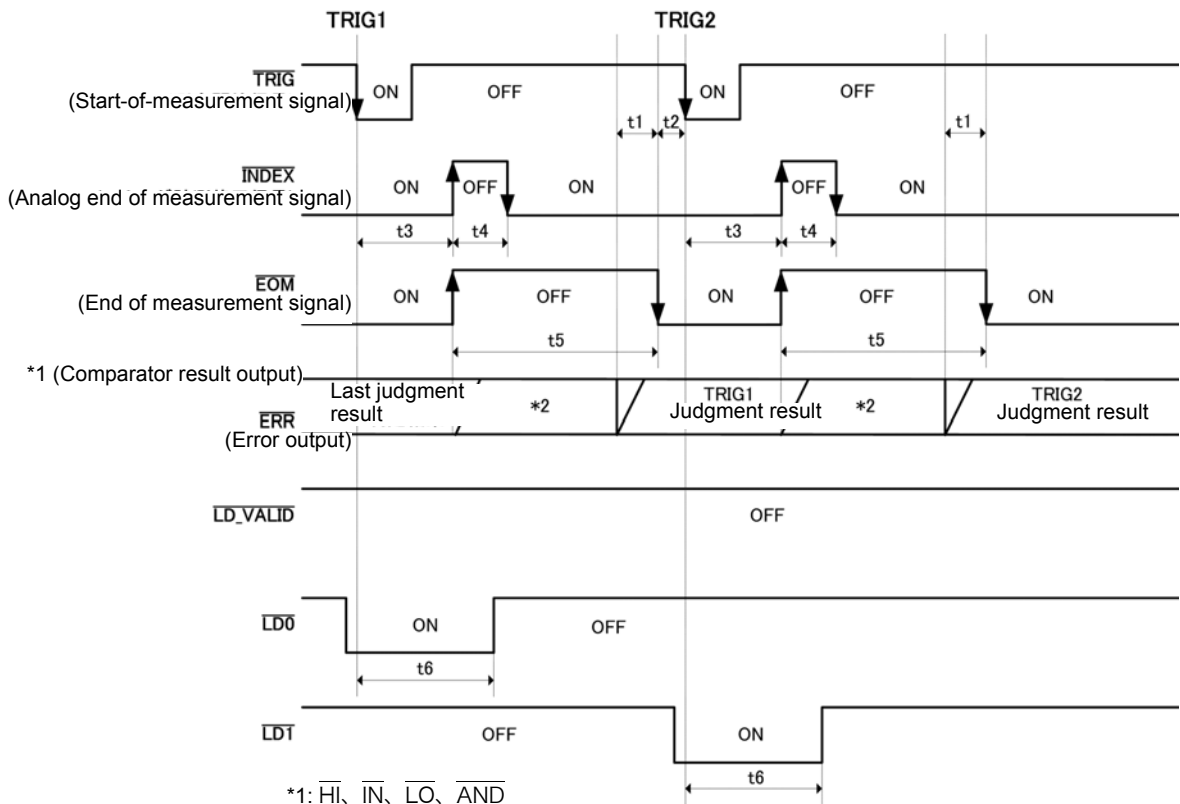 TRIG1 TRIG2
TRIG
(Start-of-measurement signal)
ON OFF ON OFF
t1 t2 t1
INDEX
(Analog end of measurement signal)
ON OFF ON OFF ON
t3 t4 t3 t4
EOM
(End of measurement signal)
ON OFF ON OFF ON
t5 t5
*1 (Comparator result output)
Last judgment
result
*2
TRIG1
Judgment result
*2
TRIG2
Judgment result
ERR
(Error output)
LD_VALID
OFF
LD0
ON OFF
t6
LD1
OFF ON
t6
*1: HI、IN、LO、AND